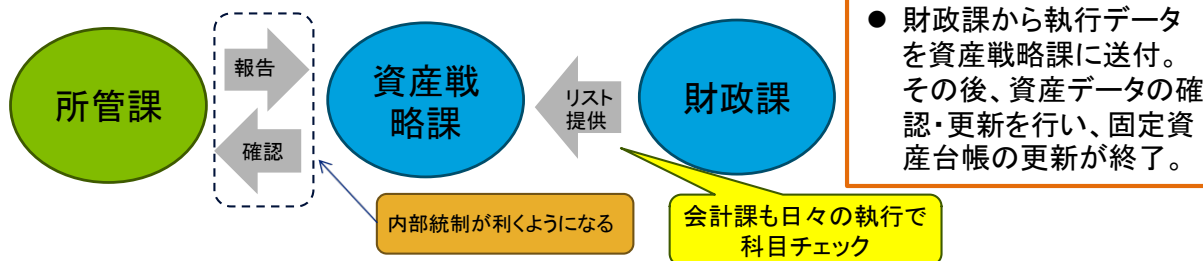 所管課
報告
確認
資産戦
略課
リスト
提供
財政課
● 財政課から執行データ
を資産戦略課に送付。
その後、資産データの確
認・更新を行い、固定資
産台帳の更新が終了。
内部統制が利くようになる
会計課も日々の執行で
科目チェック